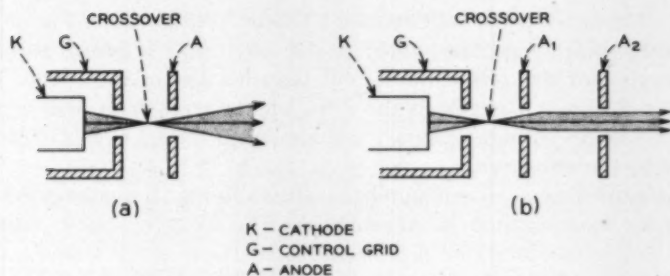 CROSSOVER
K G A
(a)
CROSSOVER
K G A₁ A₂
(b)
K – CATHODE
G – CONTROL GRID
A – ANODE